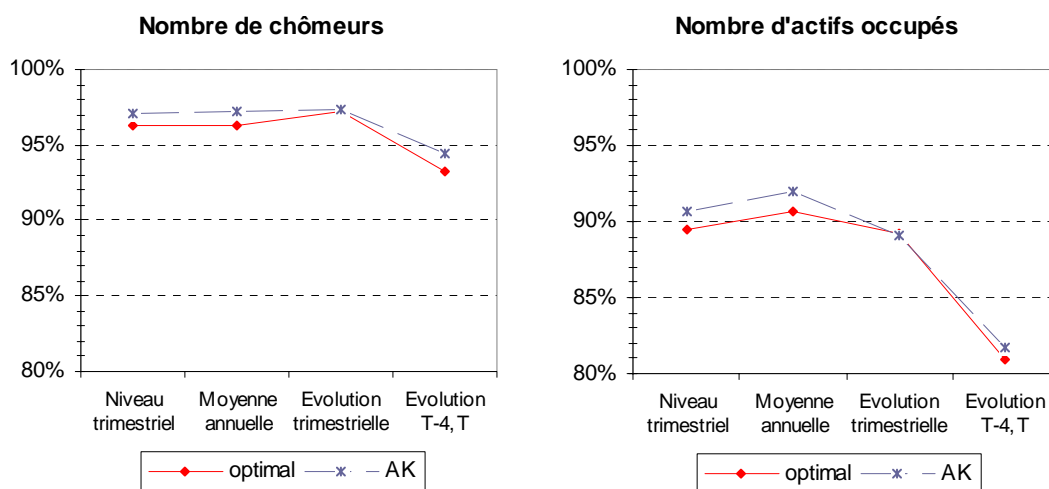 Nombre de chômeurs
100%
95%
90%
85%
80%
Niveau
trimestriel
Moyenne
annuelle
Evolution
trimestrielle
Evolution
T-4, T
optimal
AK
Nombre d'actifs occupés
100%
95%
90%
85%
80%
Niveau
trimestriel
Moyenne
annuelle
Evolution
trimestrielle
Evolution
T-4, T
optimal
AK